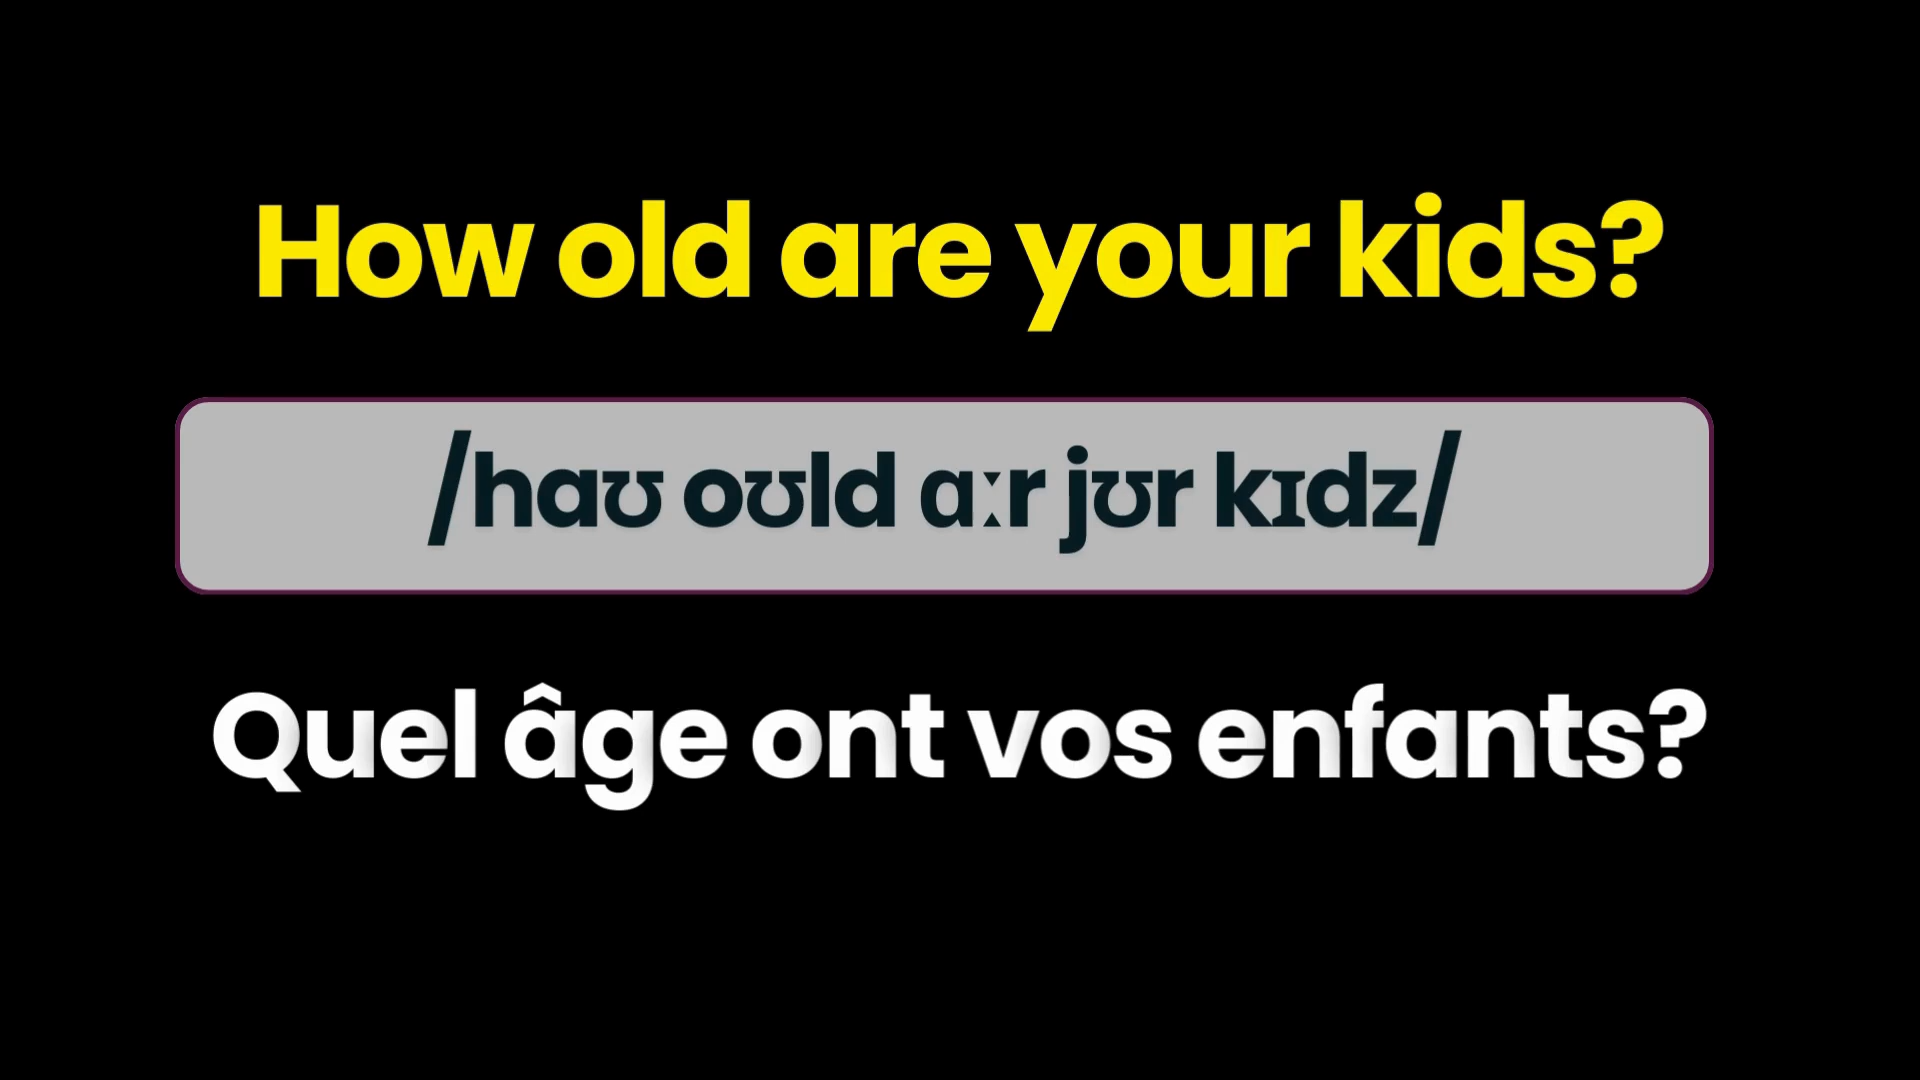 How old are your kids?
/haʊ oʊld ɑːr jʊr kɪdz/
Quel âge ont vos enfants?